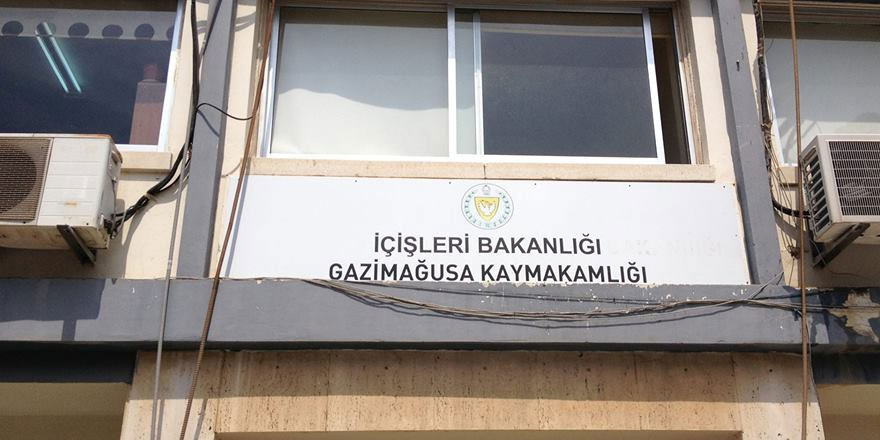 İÇİŞLERİ BAKANLIĞI
GAZİMAĞUSA KAYMAKAMLIĞI